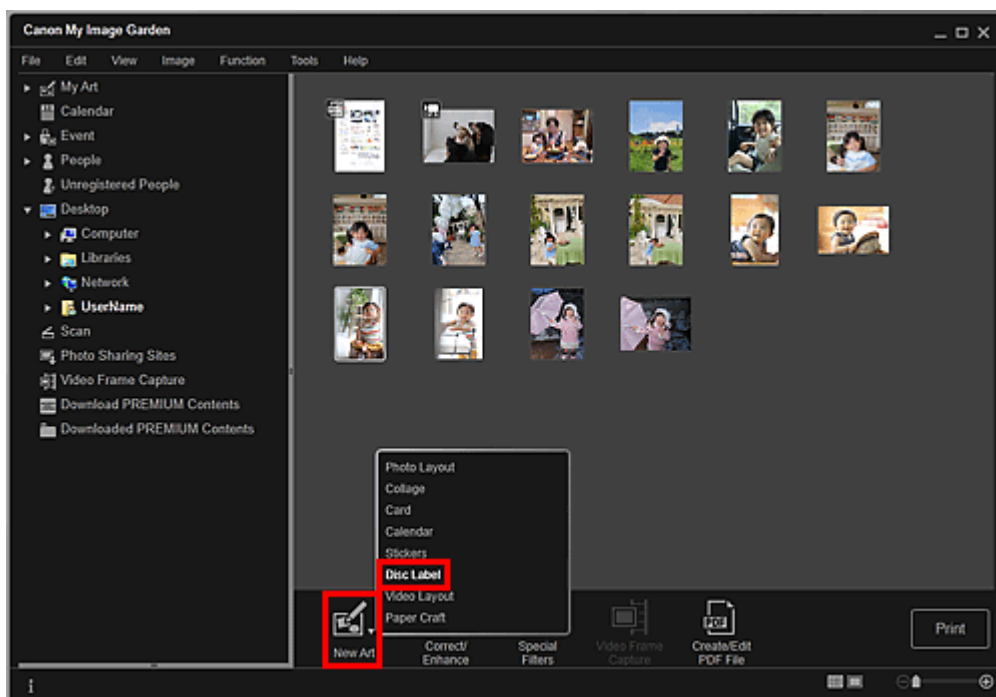 Canon My Image Garden
File Edit View Image Function Tools Help
My Art
Calendar
Event
People
Unregistered People
Desktop
Computer
Libraries
Network
UserName
Scan
Photo Sharing Sites
Video Frame Capture
Download PREMIUM Contents
Downloaded PREMIUM Contents
Photo Layout
Collage
Card
Calendar
Stickers
Disc Label
Video Layout
Paper Craft
New Art
Correct/
Enhance
Special
Filters
Video Frame
Capture
PDF
Create/Edit
PDF File
Print